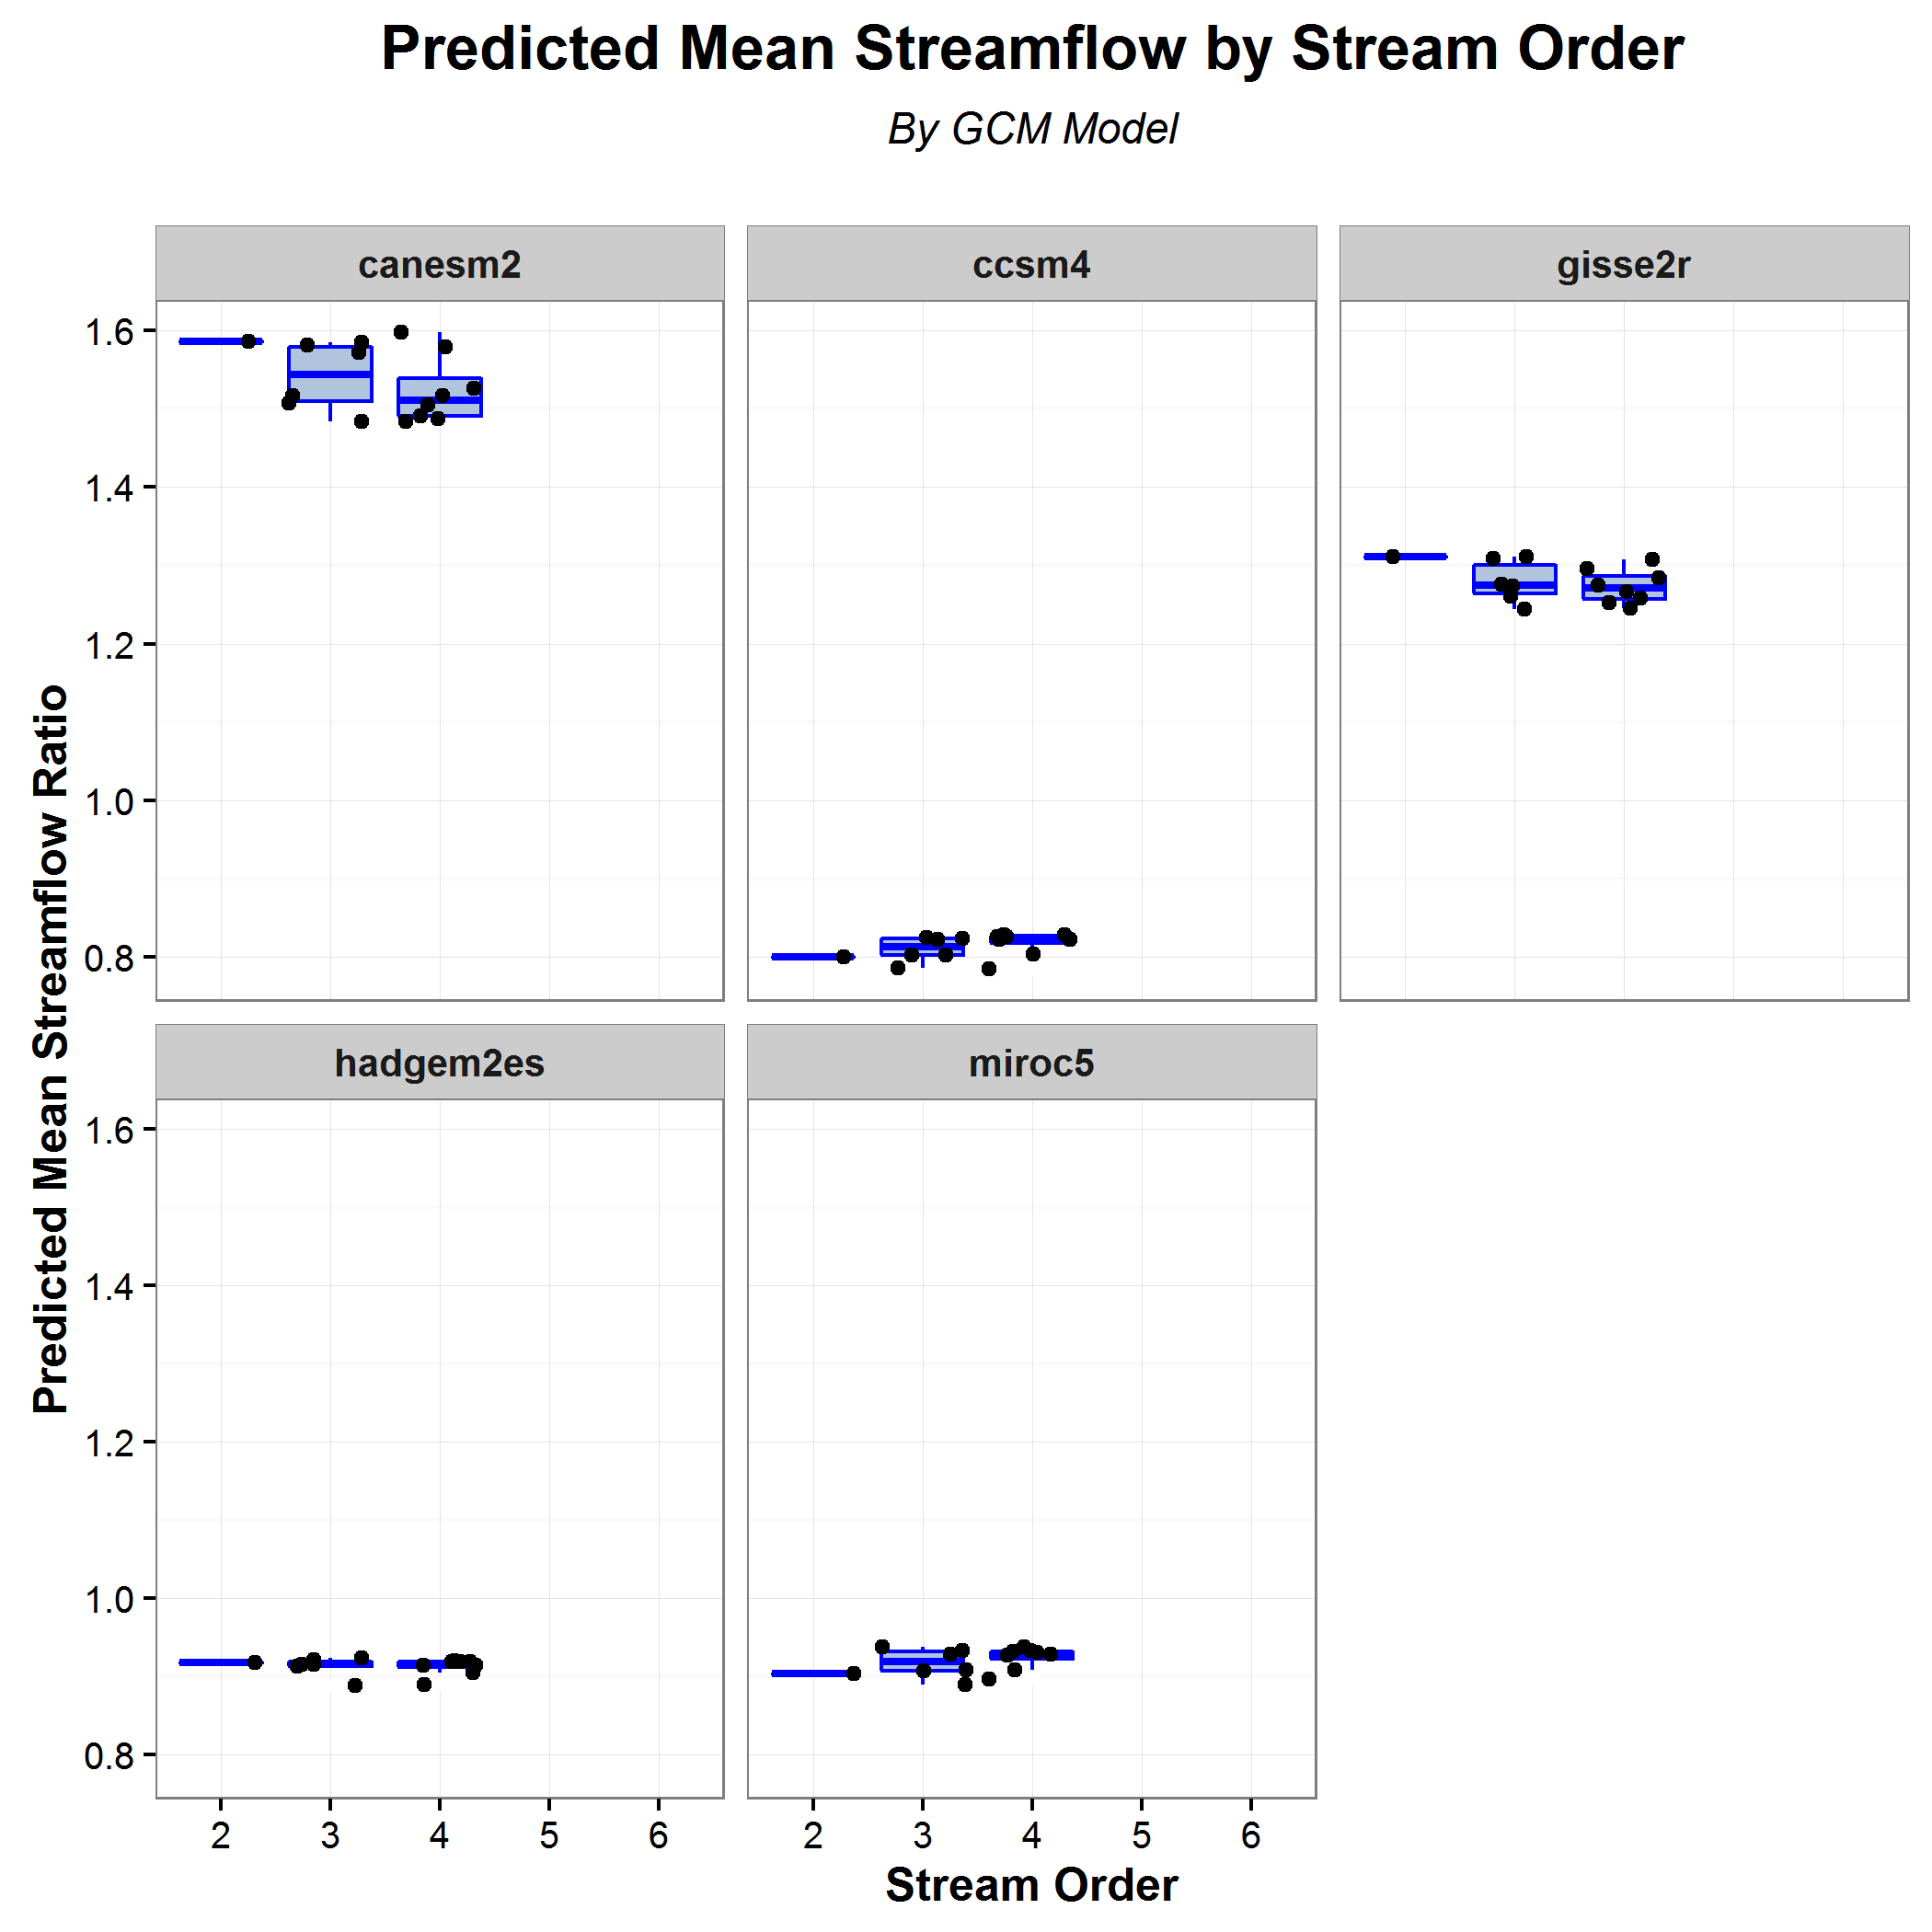 Predicted Mean Streamflow by Stream Order
By GCM Model
canesm2
ccsm4
gisse2r
1.6
1.4
1.2
1.0
0.8
Predicted Mean Streamflow Ratio
hadgem2es
miroc5
1.6
1.4
1.2
1.0
0.8
2 3 4 5 6
2 3 4 5 6
Stream Order